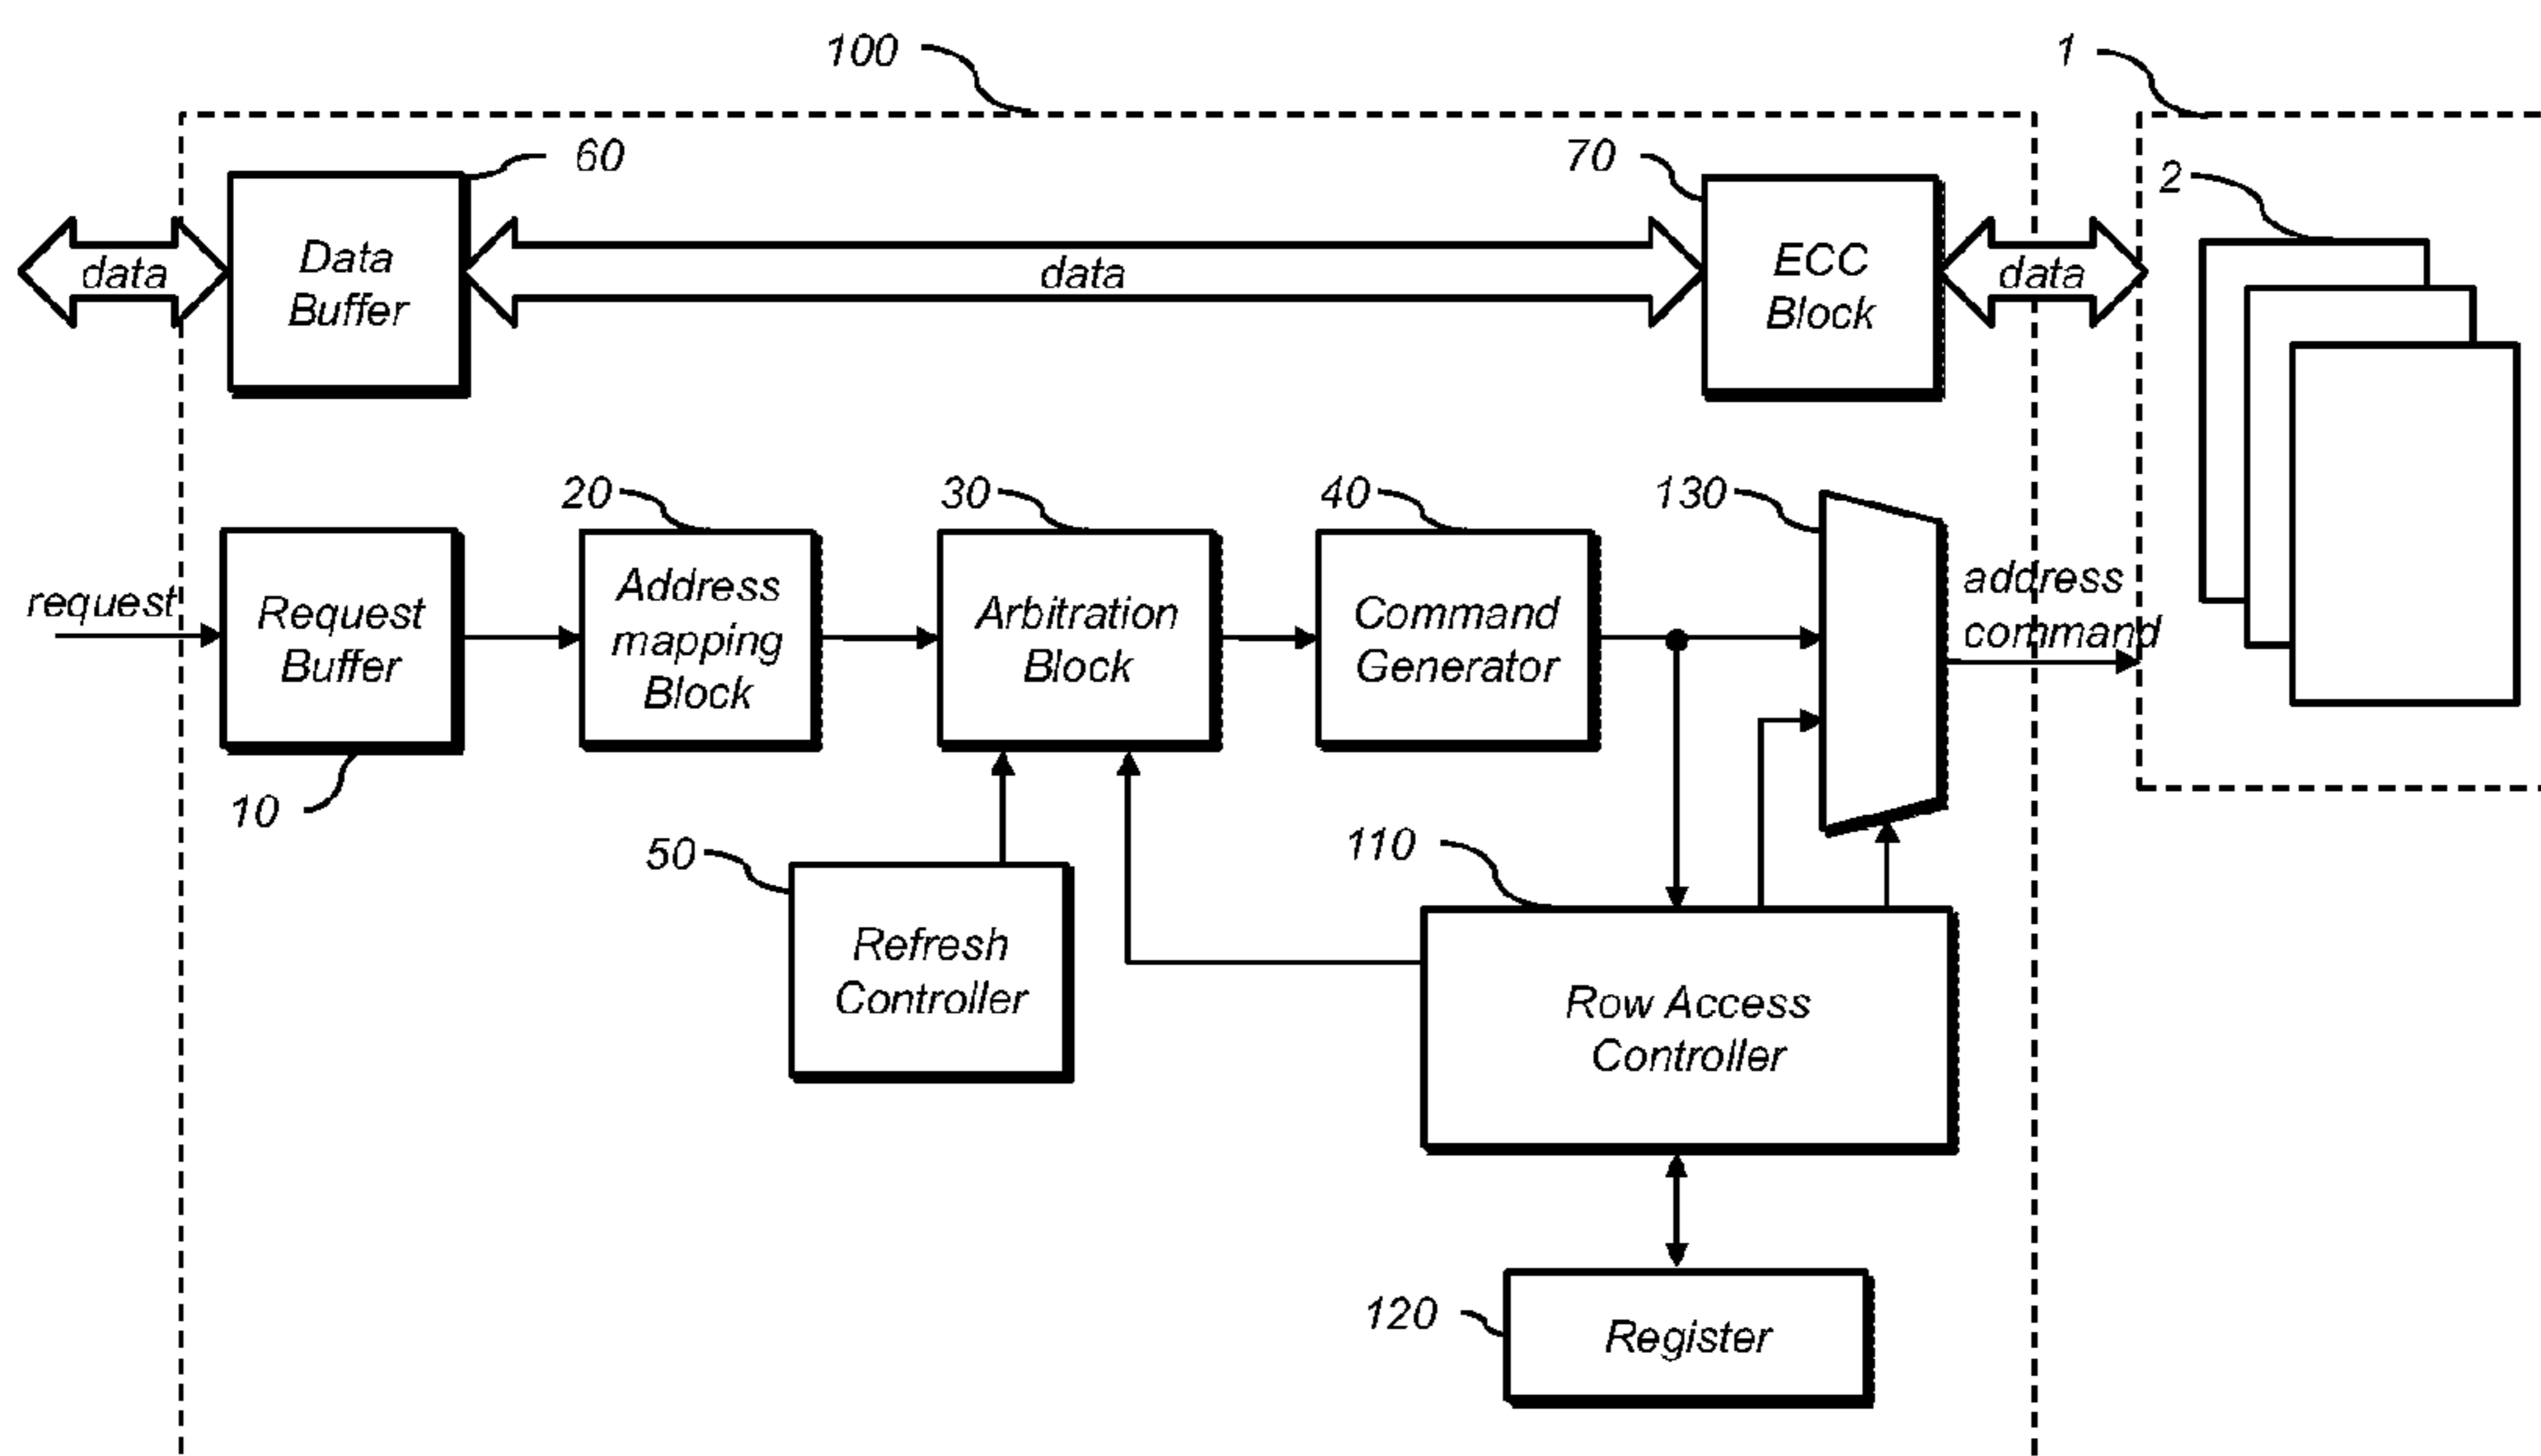 100
1
60
70
2
data
Data
Buffer
data
ECC
Block
data
20
30
40
130
request
Request
Buffer
Address
mapping
Block
Arbitration
Block
Command
Generator
address
command
10
50
110
Refresh
Controller
Row Access
Controller
120
Register